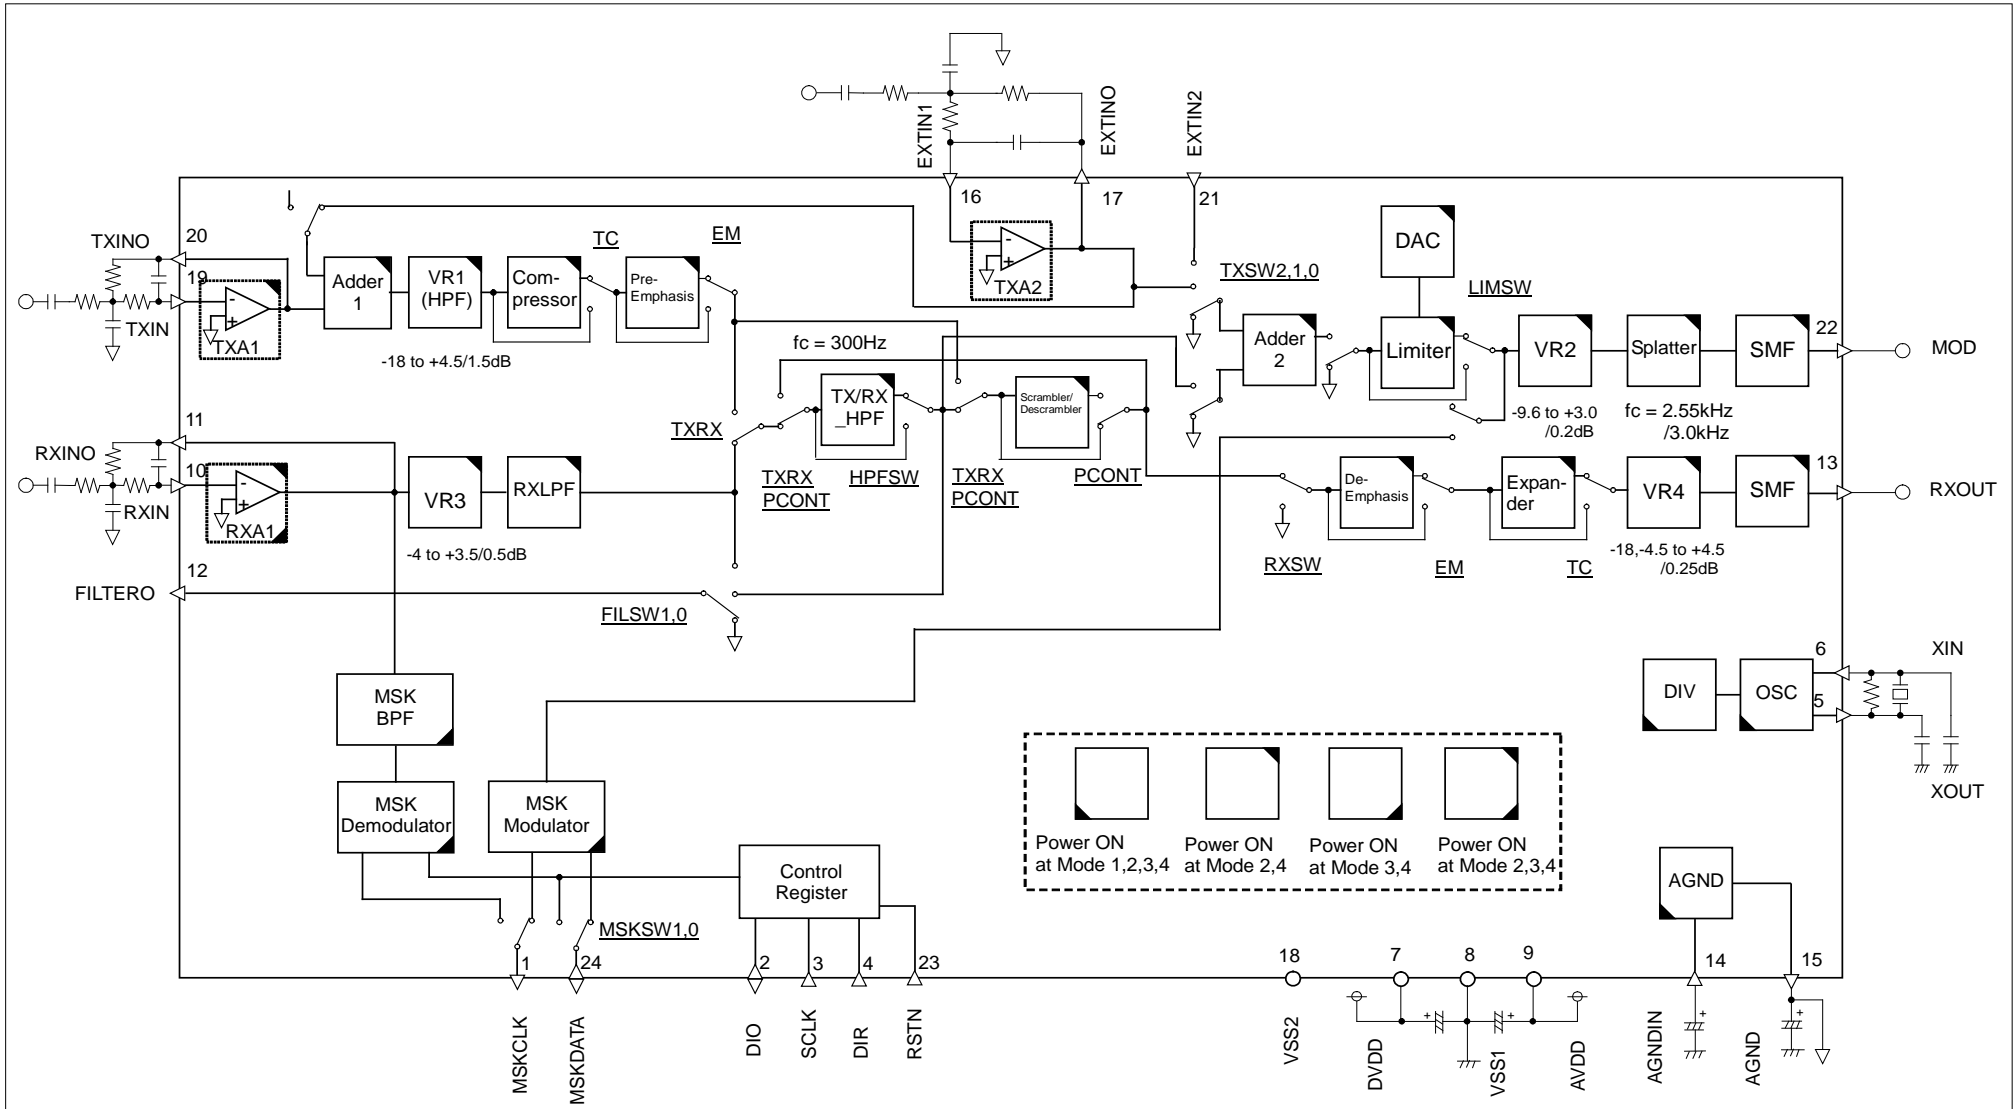 EXTIN1
EXTINO
EXTIN2
16
17
21
TXINO
20
19
TXIN
TXA1
-
+
Adder
1
VR1
(HPF)
-18 to +4.5/1.5dB
Com-
pressor
TC
Pre-
Emphasis
EM
-
+
TXA2
TXSW2,1,0
DAC
LIMSW
Adder
2
Limiter
VR2
-9.6 to +3.0
/0.2dB
Splatter
fc = 2.55kHz
/3.0kHz
SMF
22
MOD
fc = 300Hz
TX/RX
_HPF
Scrambler/
Descrambler
TXRX
TXRX
PCONT
HPFSW
TXRX
PCONT
PCONT
11
RXINO
10
RXIN
-
+
RXA1
VR3
RXLPF
-4 to +3.5/0.5dB
De-
Emphasis
Expan-
der
VR4
SMF
13
RXOUT
RXSW
EM
TC
-18,-4.5 to +4.5
/0.25dB
12
FILTERO
FILSW1,0
MSK
BPF
MSK
Demodulator
MSK
Modulator
Control
Register
MSKSW1,0
DIV
OSC
6
5
XIN
XOUT
Power ON
at Mode 1,2,3,4
Power ON
at Mode 2,4
Power ON
at Mode 3,4
Power ON
at Mode 2,3,4
AGND
1
24
2
3
4
23
18
7
8
9
14
15
MSKCLK
MSKDATA
DIO
SCLK
DIR
RSTN
VSS2
DVDD
+
VSS1
+
AVDD
AGNDIN
+
AGND
+